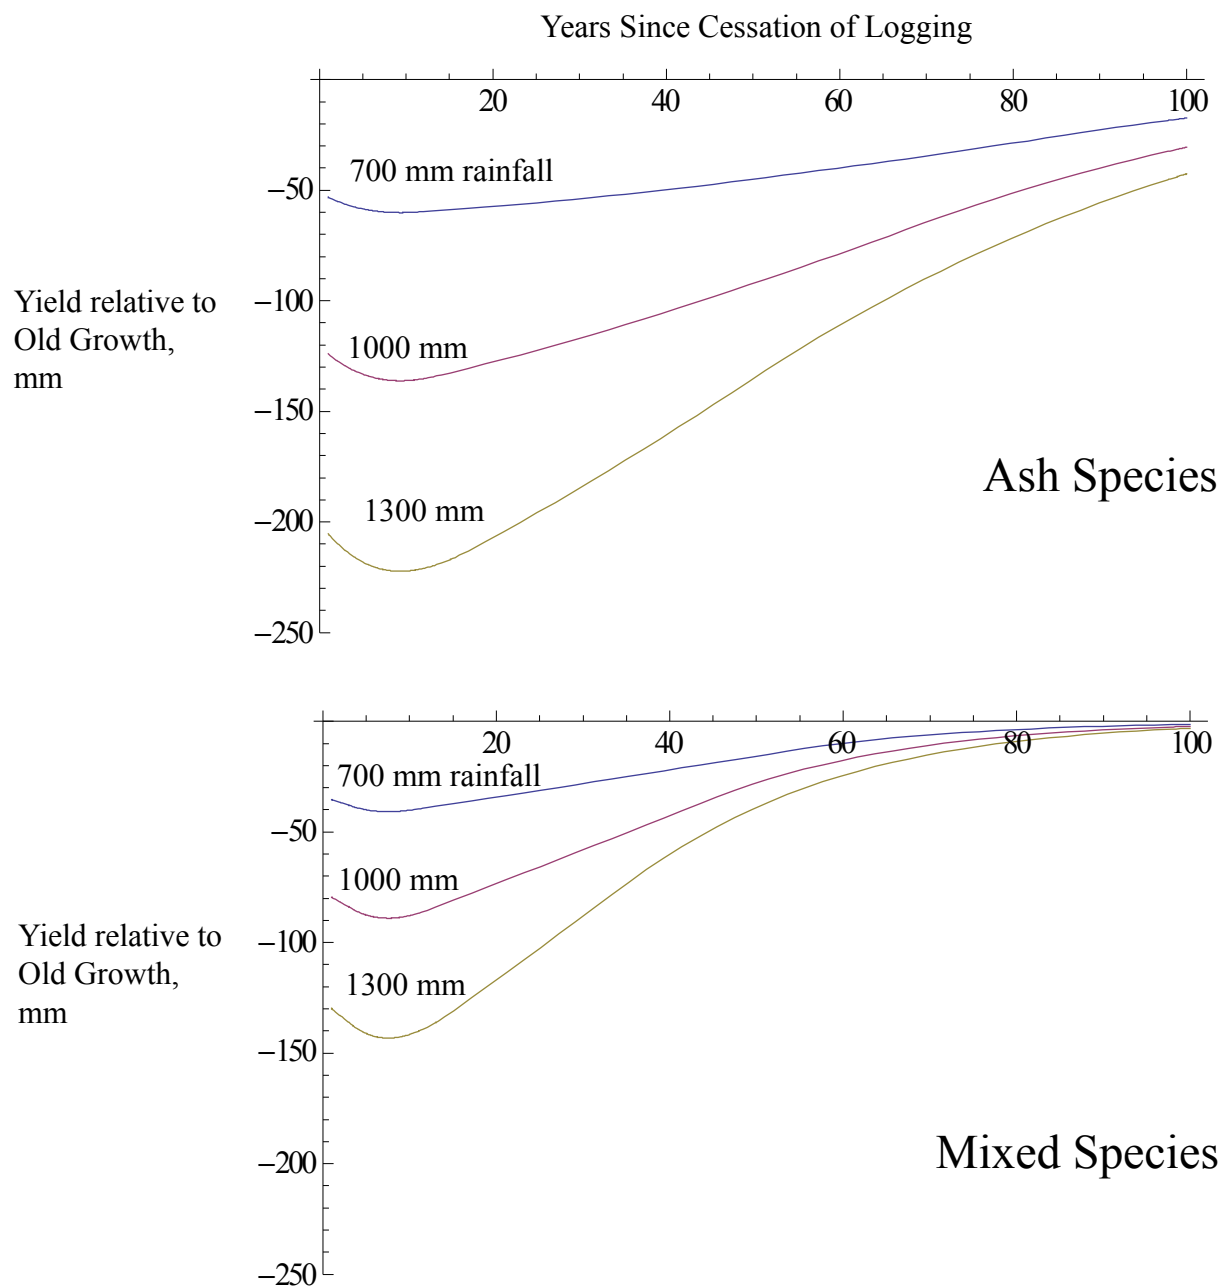 Years Since Cessation of Logging
20 40 60 80 100
700 mm rainfall
−50
Yield relative to
Old Growth,
mm
−100
1000 mm
−150
Ash Species
1300 mm
−200
−250
20 40 60 80 100
700 mm rainfall
−50
1000 mm
Yield relative to
Old Growth,
mm
−100
1300 mm
−150
Mixed Species
−200
−250